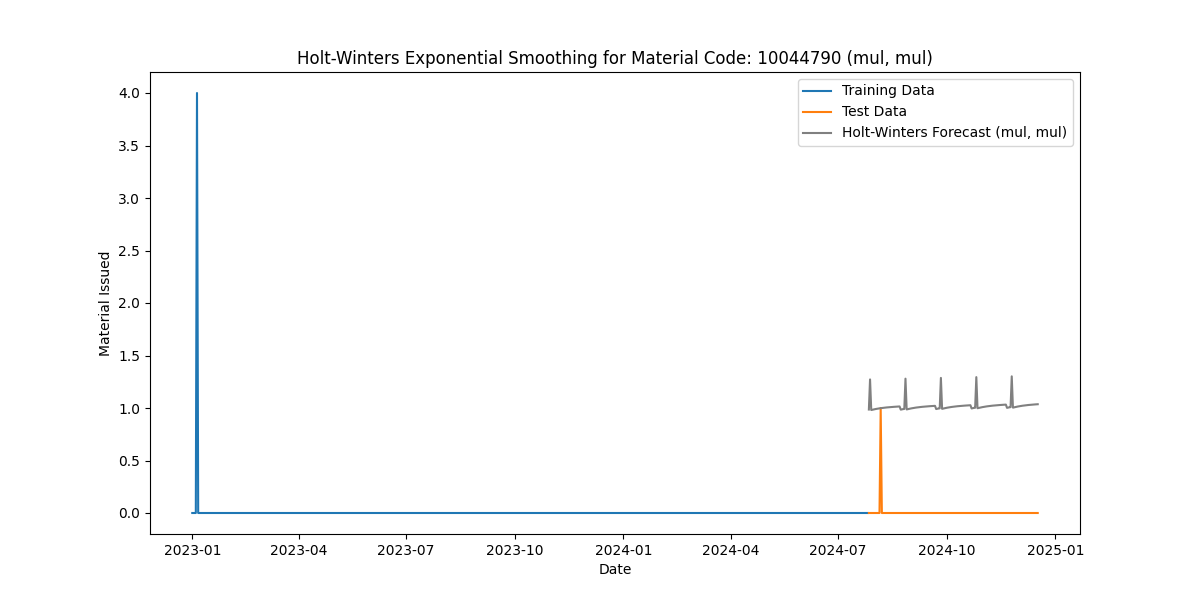 Holt-Winters Exponential Smoothing for Material Code: 10044790 (mul, mul)
Training Data
Test Data
Holt-Winters Forecast (mul, mul)
4.0
3.5
3.0
2.5
2.0
1.5
1.0
0.5
0.0
Material Issued
2023-01 2023-04 2023-07 2023-10 2024-01 2024-04 2024-07 2024-10 2025-01
Date